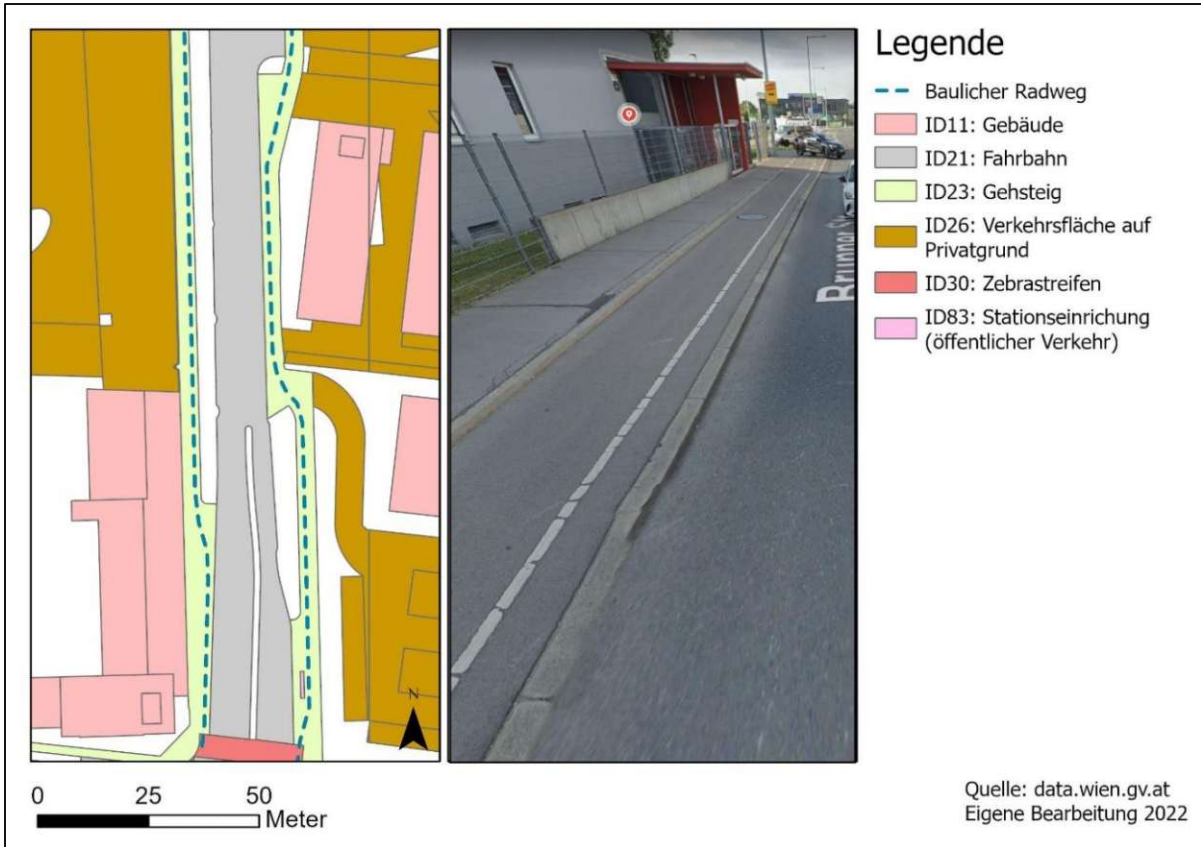 N
0 25 50
Meter
Legende
Baulicher Radweg
ID11: Gebäude
ID21: Fahrbahn
ID23: Gehsteig
ID26: Verkehrsfläche auf
Privatgrund
ID30: Zebrastreifen
ID83: Stationseinrichung
(öffentlicher Verkehr)
Quelle: data.wien.gv.at
Eigene Bearbeitung 2022